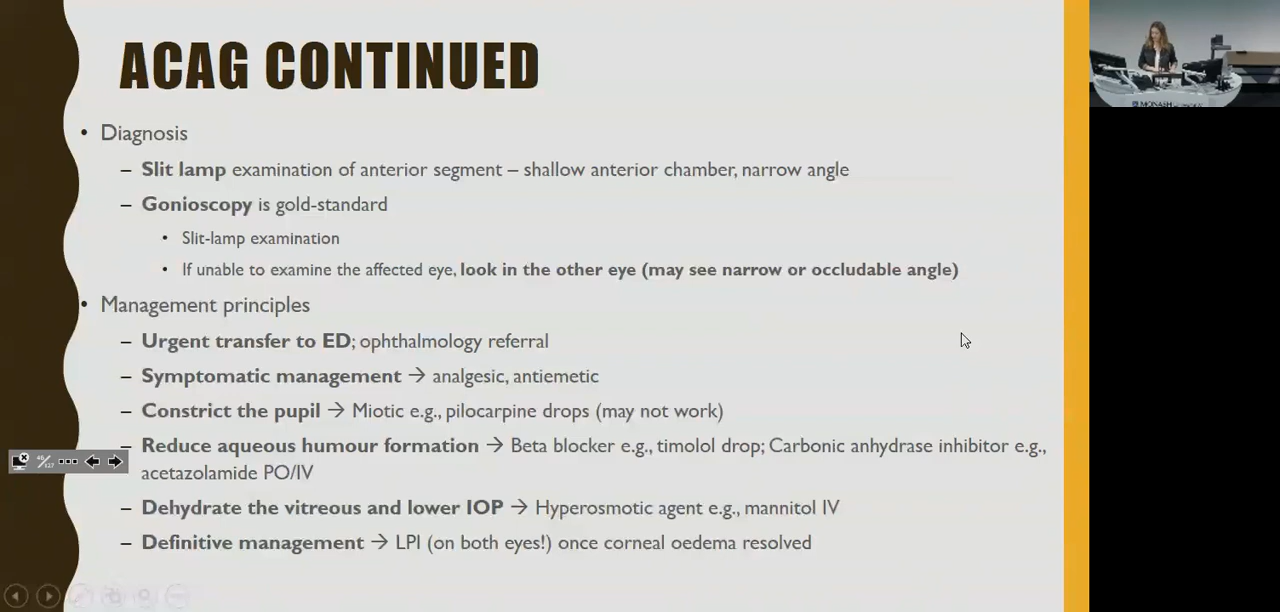 ACAG CONTINUED
• Diagnosis
– Slit lamp examination of anterior segment – shallow anterior chamber, narrow angle
– Gonioscopy is gold-standard
• Slit-lamp examination
• If unable to examine the affected eye, look in the other eye (may see narrow or occludable angle)
• Management principles
– Urgent transfer to ED; ophthalmology referral
– Symptomatic management → analgesic, antiemetic
– Constrict the pupil → Miotic e.g., pilocarpine drops (may not work)
– Reduce aqueous humour formation → Beta blocker e.g., timolol drop; Carbonic anhydrase inhibitor e.g.,
acetazolamide PO/IV
– Dehydrate the vitreous and lower IOP → Hyperosmotic agent e.g., mannitol IV
– Definitive management → LPI (on both eyes!) once corneal oedema resolved
MONASH